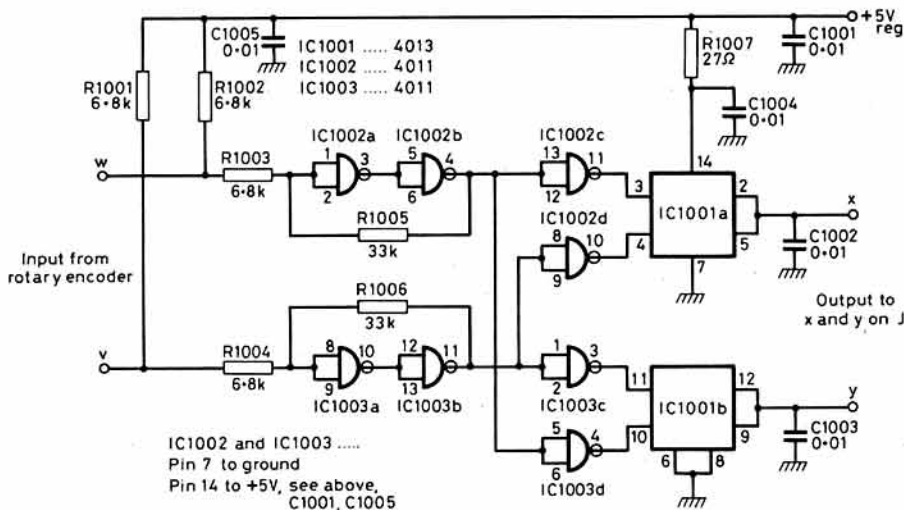 +5V
reg
C1005
0·01
IC1001 ..... 4013
IC1002 ..... 4011
IC1003 ..... 4011
R1007
27Ω
C1001
0·01
R1001
6·8k
R1002
6·8k
C1004
0·01
IC1002a
IC1002b
IC1002c
14
w
R1003
6·8k
1
2
3
5
6
4
13
12
11
3
IC1001a
2
x
R1005
33k
IC1002d
8
9
10
4
7
5
C1002
0·01
Input from
rotary encoder
R1006
33k
Output to
x and y on J
v
R1004
6·8k
8
9
10
12
13
11
1
2
3
11
IC1001b
12
y
IC1003a
IC1003b
IC1003c
5
6
4
10
9
6
8
C1003
0·01
IC1003d
IC1002 and IC1003 .....
Pin 7 to ground
Pin 14 to +5V, see above,
C1001, C1005